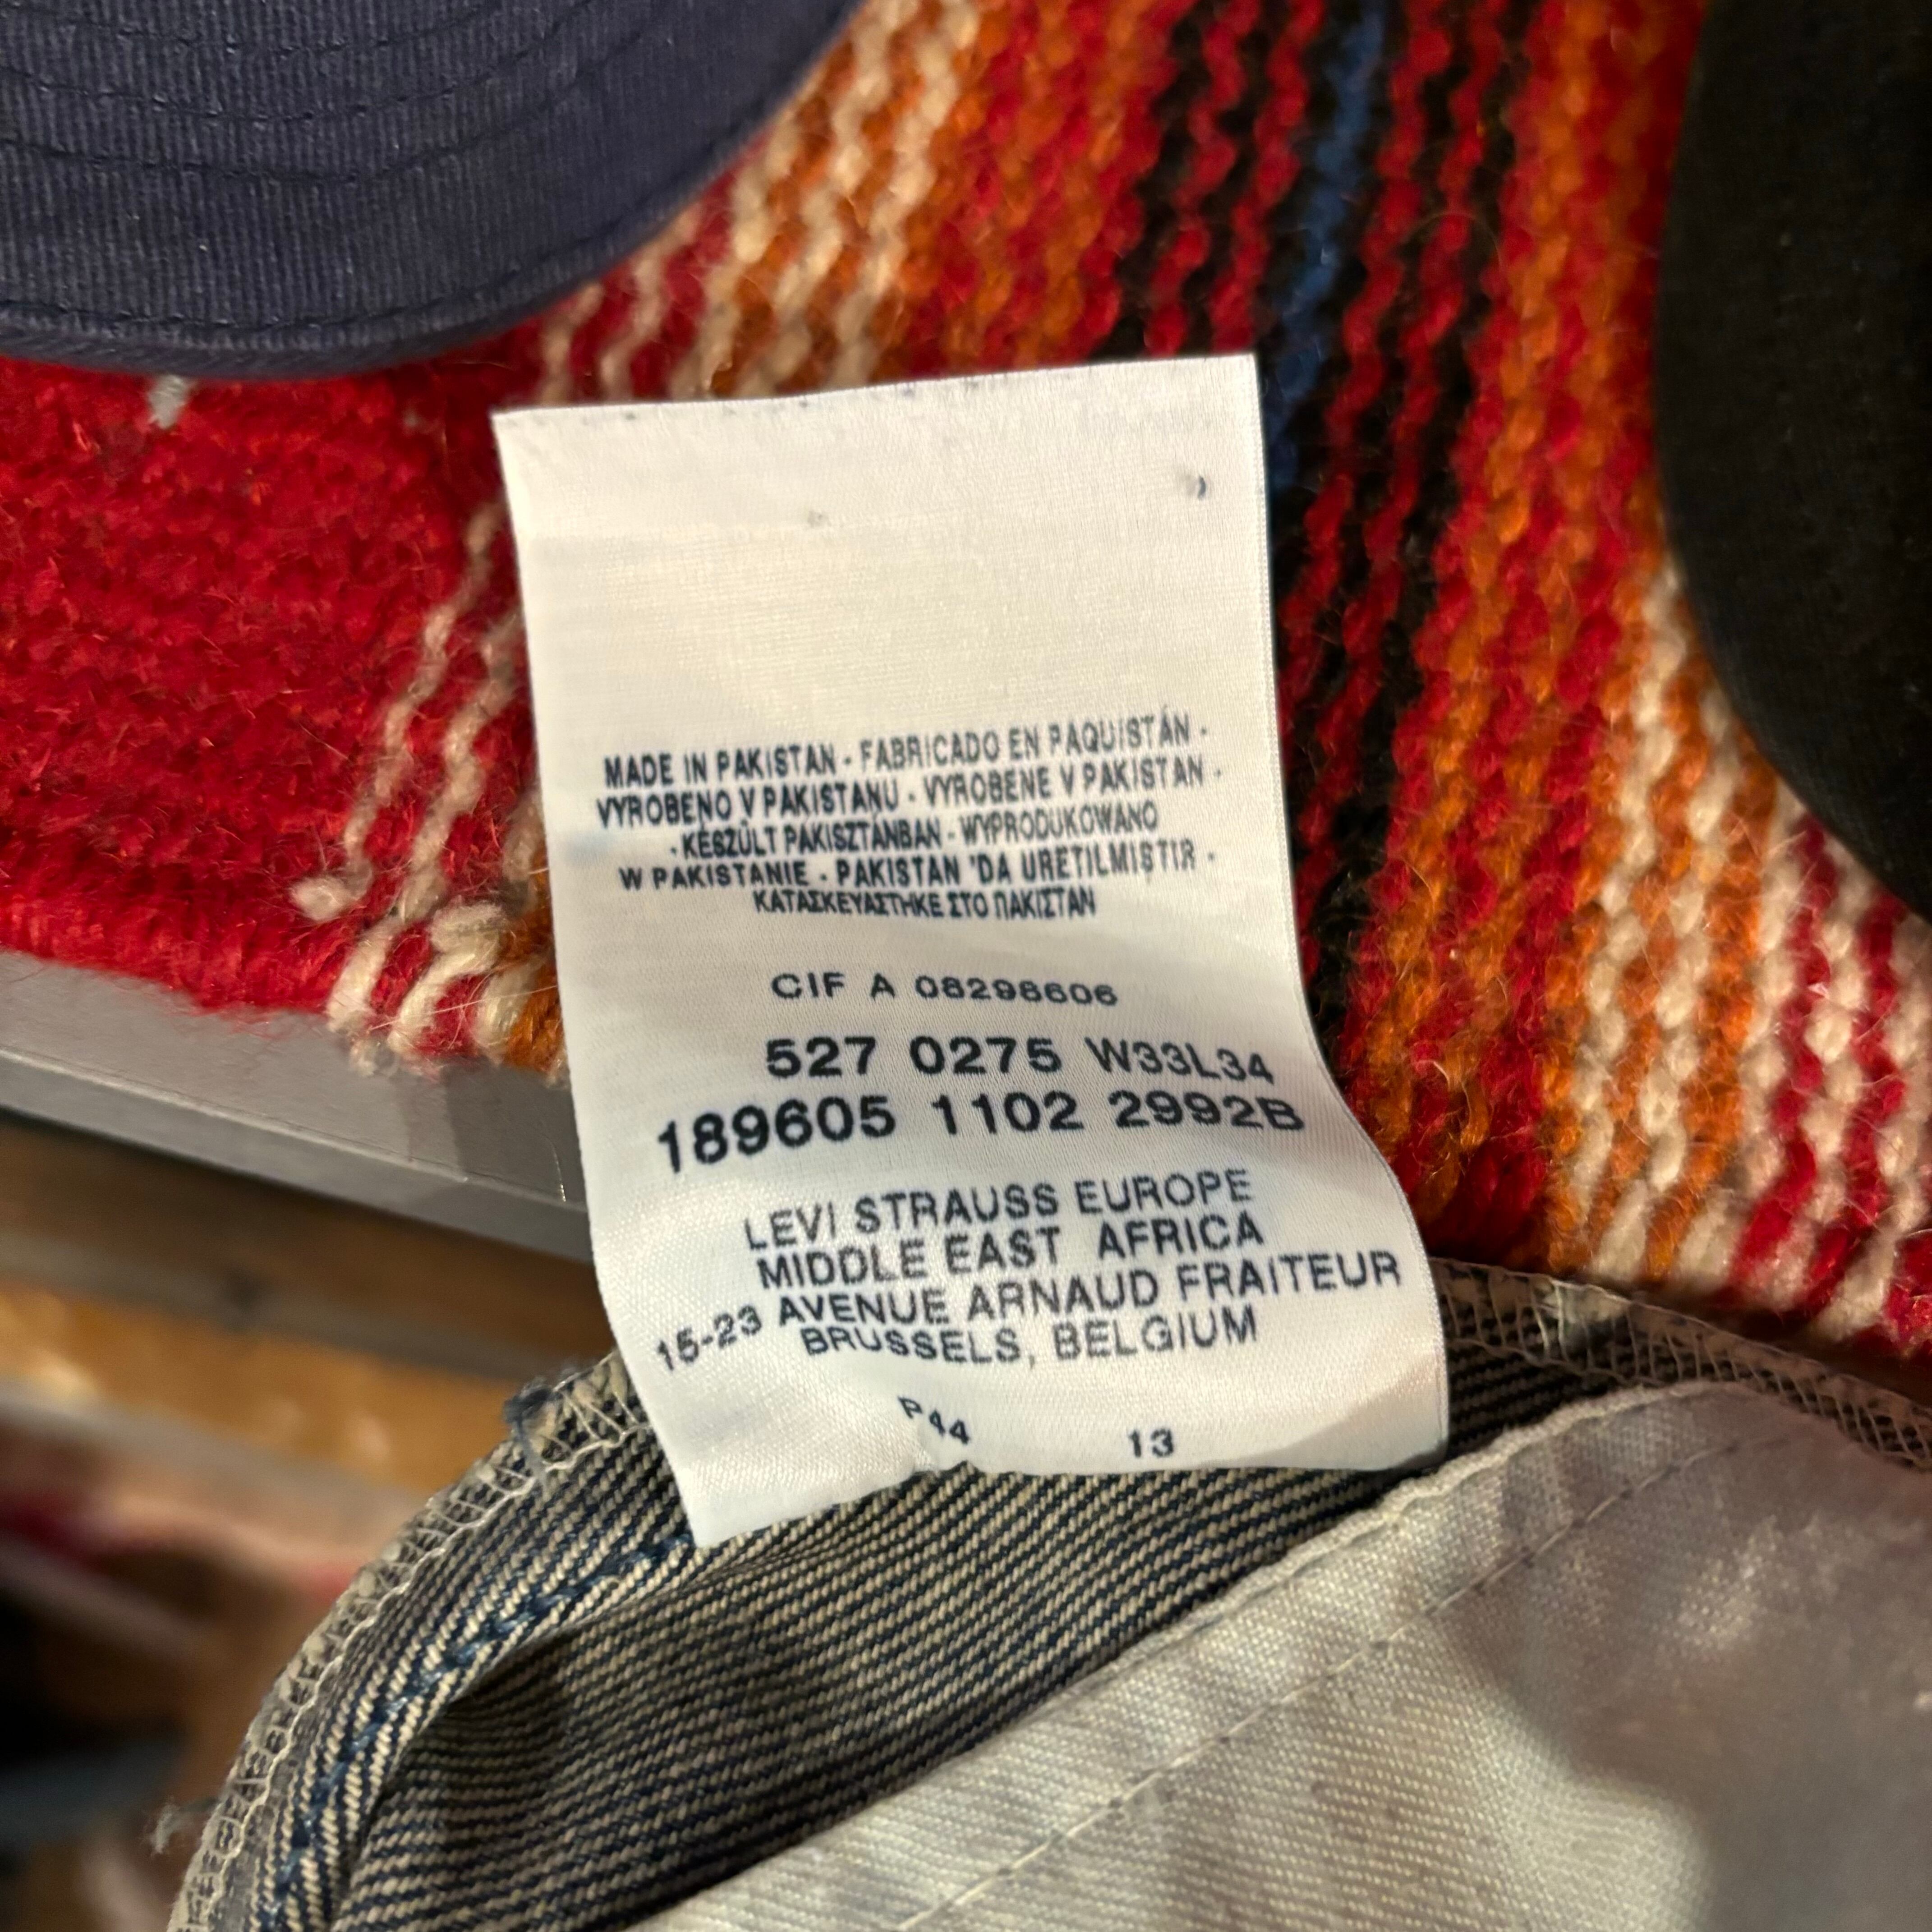 MADE IN PAKISTAN - FABRICADO EN PAQUISTÁN -
VYROBENO V PAKISTANU - VYROBENE V PAKISTAN -
- KÉSZÜLT PAKISZTÁNBAN - WYPRODUKOWANO
W PAKISTANIE - PAKISTAN 'DA URETILMISTIR -
ΚΑΤΑΣΚΕΥΑΣΤΗΚΕ ΣΤΟ ΠΑΚΙΣΤΑΝ
CIF A 08298606
527 0275 W33L34
189605 1102 2992B
LEVI STRAUSS EUROPE
MIDDLE EAST AFRICA
15-23 AVENUE ARNAUD FRAITEUR
BRUSSELS, BELGIUM
P44 13